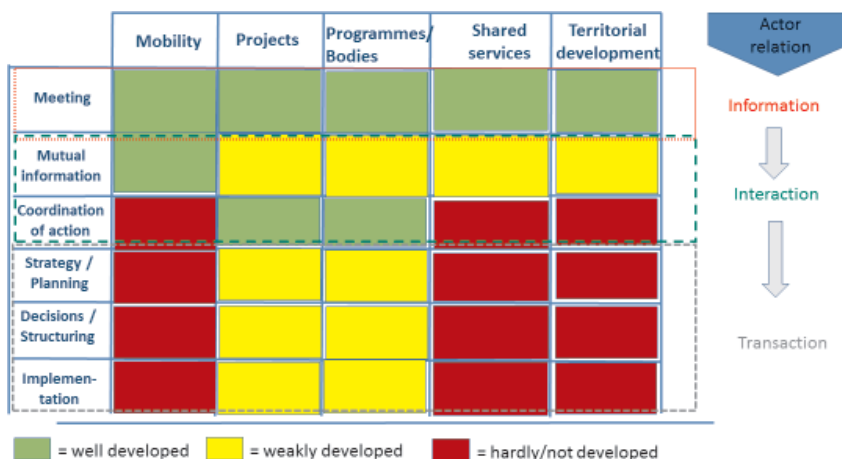 Mobility
Projects
Programmes/
Bodies
Shared
services
Territorial
development
Actor
relation
Meeting
Information
Mutual
information
Interaction
Coordination
of action
Strategy /
Planning
Decisions /
Structuring
Transaction
Implemen-
tation
= well developed
= weakly developed
= hardly/not developed